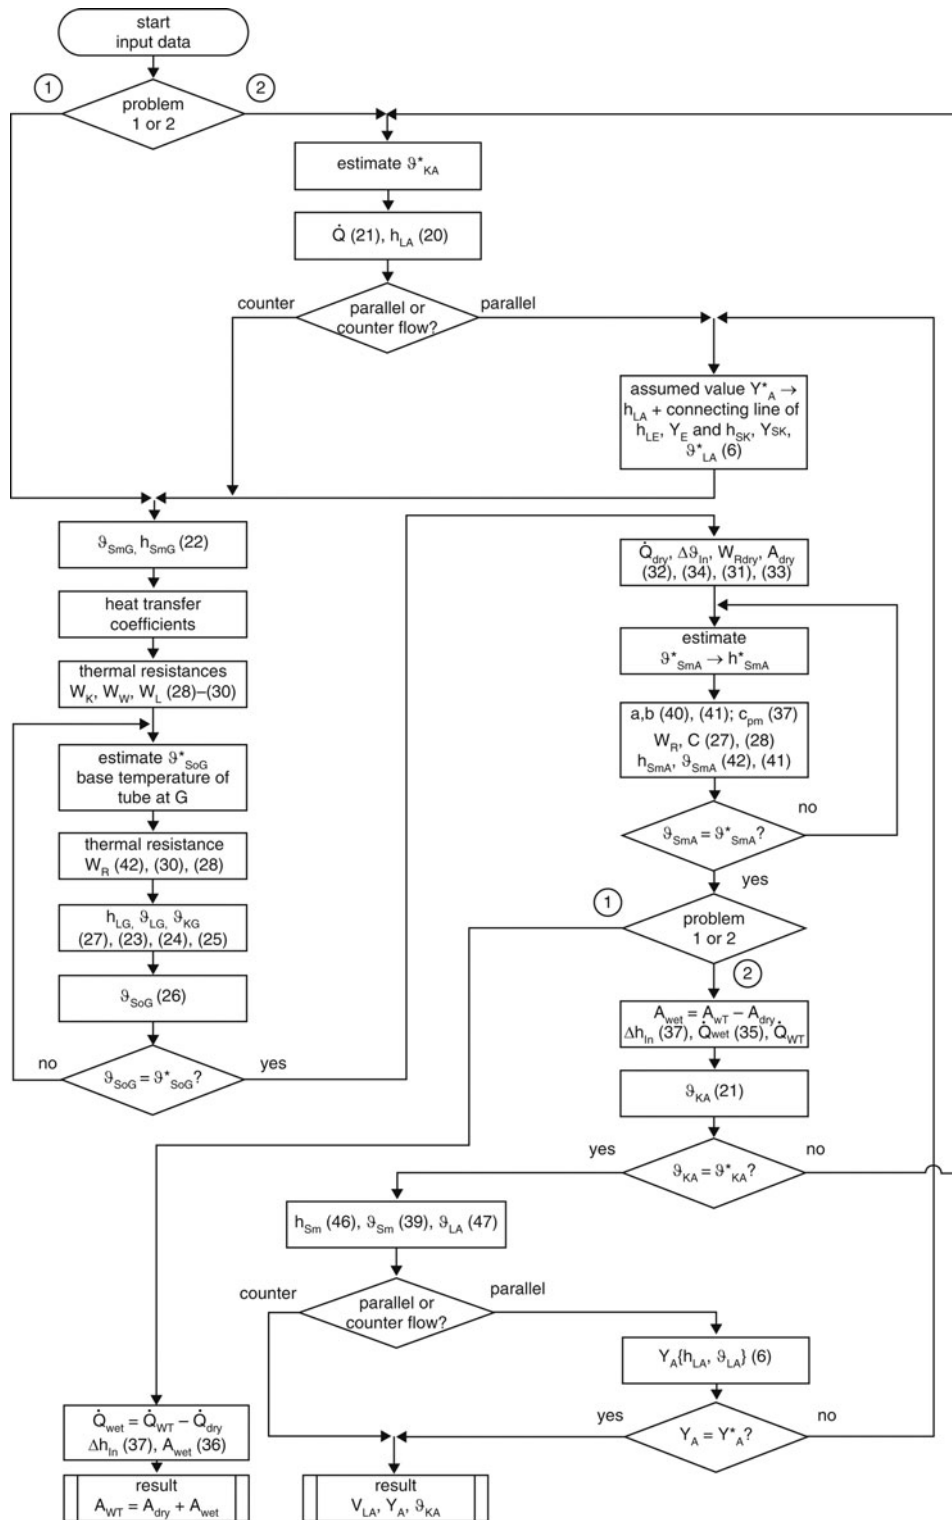 start
input data
1
2
problem
1 or 2
estimate ϑ*KA
Q̇ (21), hLA (20)
counter
parallel
parallel or
counter flow?
assumed value Y*A →
hLA + connecting line of
hLE, YE and hSK, YSK,
ϑ*LA (6)
ϑSmG, hSmG (22)
heat transfer
coefficients
thermal resistances
WK, WW, WL (28)–(30)
estimate ϑ*SoG
base temperature of
tube at G
thermal resistance
WR (42), (30), (28)
hLG, ϑLG, ϑKG
(27), (23), (24), (25)
ϑSoG (26)
no
yes
ϑSoG = ϑ*SoG?
Q̇dry, Δϑln, WRdry, Adry
(32), (34), (31), (33)
estimate
ϑ*SmA → h*SmA
a,b (40), (41); cpm (37)
WR, C (27), (28)
hSmA, ϑSmA (42), (41)
no
ϑSmA = ϑ*SmA?
yes
1
problem
1 or 2
2
Awet = AwT – Adry
Δhln (37), Q̇wet (35), Q̇WT
ϑKA (21)
yes
no
ϑKA = ϑ*KA?
hSm (46), ϑSm (39), ϑLA (47)
counter
parallel
parallel or
counter flow?
YA{hLA, ϑLA} (6)
yes
no
YA = Y*A?
Q̇wet = Q̇WT – Q̇dry
Δhln (37), Awet (36)
result
AWT = Adry + Awet
result
VLA, YA, ϑKA